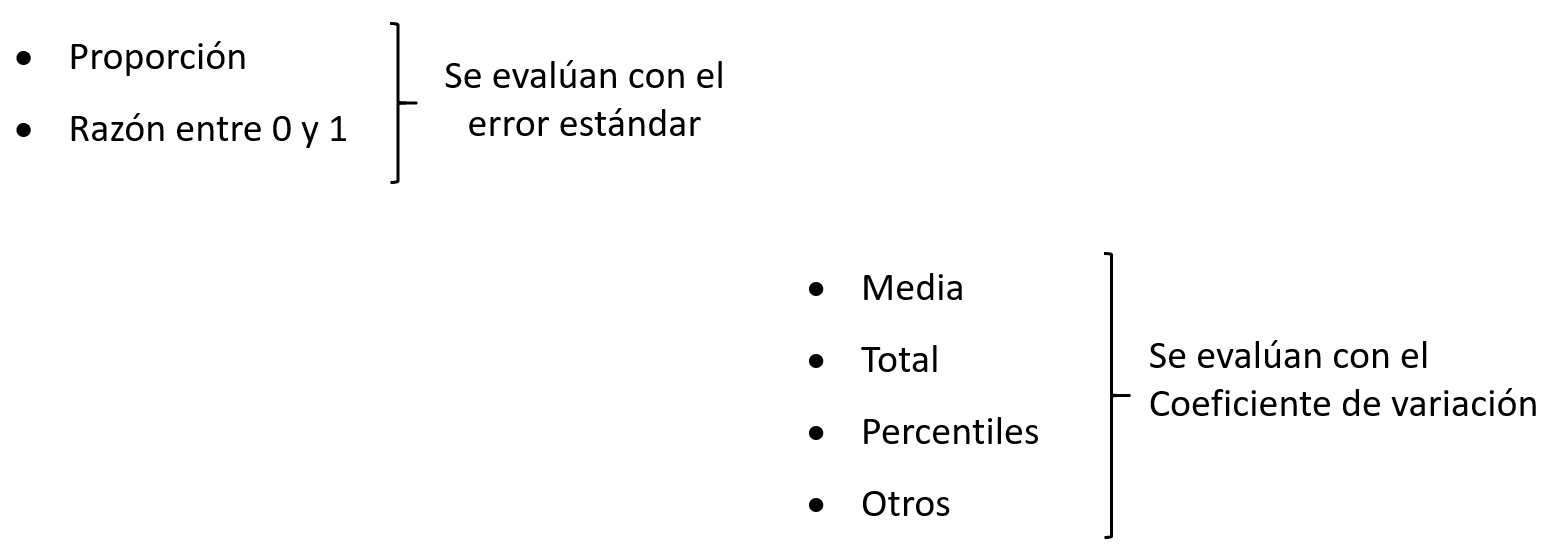 • Proporción
• Razón entre 0 y 1
Se evalúan con el
error estándar
• Media
• Total
• Percentiles
• Otros
Se evalúan con el
Coeficiente de variación